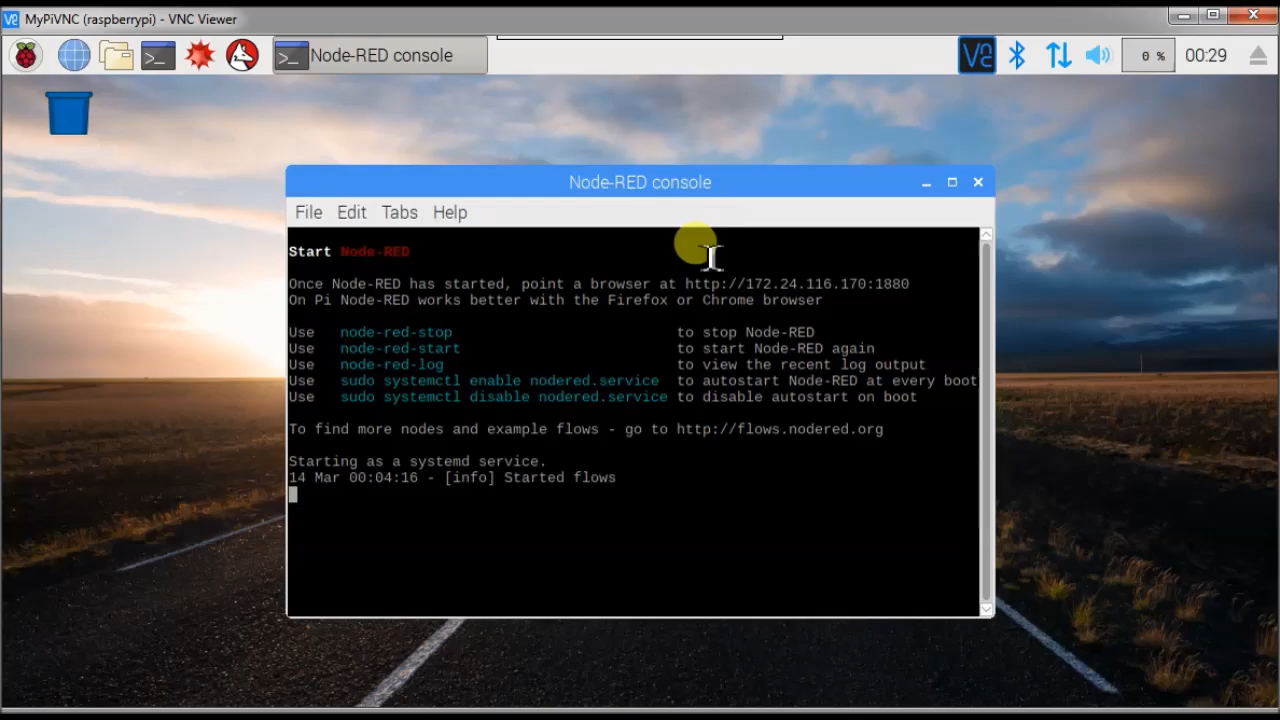 MyPiVNC (raspberrypi) - VNC Viewer
Node-RED console
0 %
00:29
Node-RED console
File Edit Tabs Help
Start Node-RED
Once Node-RED has started, point a browser at http://172.24.116.170:1880
On Pi Node-RED works better with the Firefox or Chrome browser
Use node-red-stop to stop Node-RED
Use node-red-start to start Node-RED again
Use node-red-log to view the recent log output
Use sudo systemctl enable nodered.service to autostart Node-RED at every boot
Use sudo systemctl disable nodered.service to disable autostart on boot
To find more nodes and example flows - go to http://flows.nodered.org
Starting as a systemd service.
14 Mar 00:04:16 - [info] Started flows